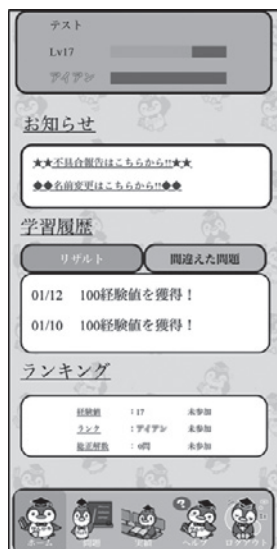 テスト
Lv17
アイアン
お知らせ
★★不具合報告はこちらから!!★★
◆◆名前変更はこちらから!!◆◆
学習履歴
リザルト 間違えた問題
01/12 100経験値を獲得！
01/10 100経験値を獲得！
ランキング
経験値 :17 未参加
ランク :アイアン 未参加
総正解数 : 0問 未参加
?
ホーム 問題 実績 ヘルプ ログアウト